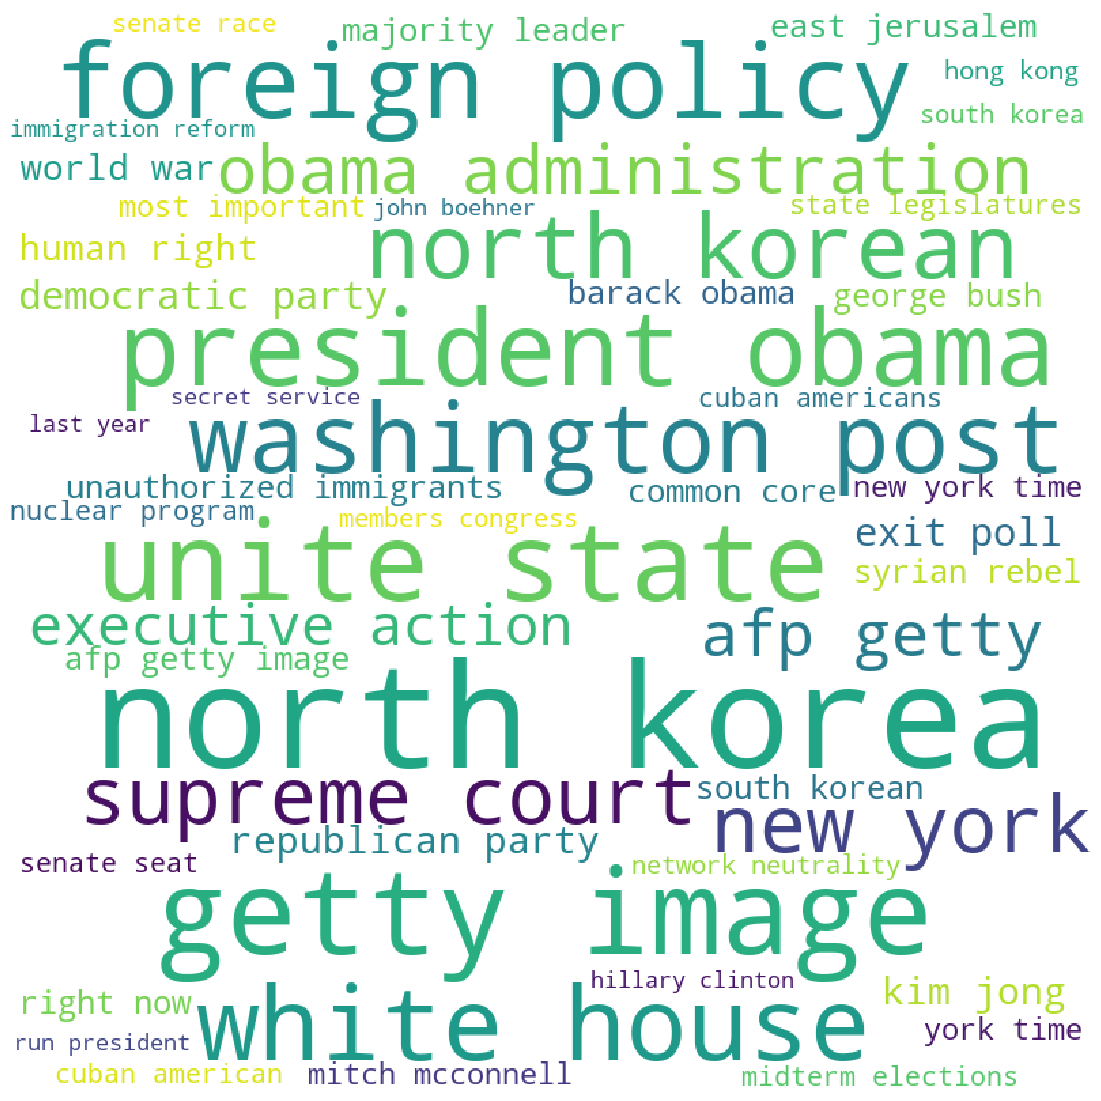 senate race
majority leader
east jerusalem
foreign policy
hong kong
south korea
immigration reform
world war
obama administration
most important
john boehner
state legislatures
human right
north korean
democratic party
barack obama
george bush
president obama
secret service
cuban americans
last year
washington post
unauthorized immigrants
common core
new york time
nuclear program
members congress
exit poll
unite state
syrian rebel
executive action
afp getty
afp getty image
north korea
supreme court
south korean
new york
republican party
senate seat
network neutrality
getty image
hillary clinton
right now
white house
kim jong
york time
run president
cuban american
mitch mcconnell
midterm elections